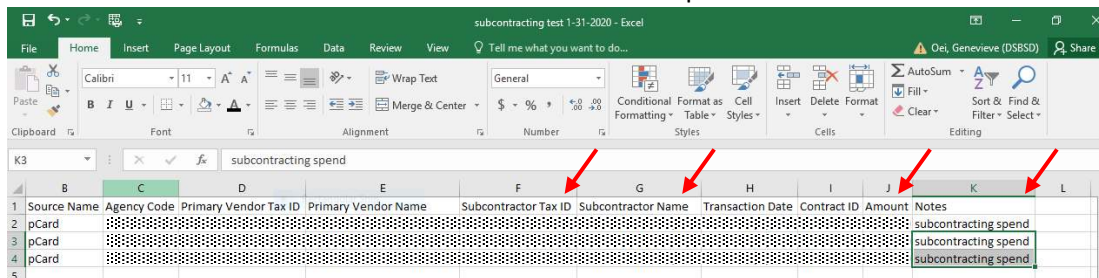 subcontracting test 1-31-2020 - Excel
File Home Insert Page Layout Formulas Data Review View Tell me what you want to do... Oei, Genevieve (DSBSD) Share
Paste
Calibri 11 A A
B I U A
Wrap Text
Merge & Center
General
$ % , .0 .00 .00 .0
Conditional Formatting
Format as Table
Cell Styles
Insert Delete Format
AutoSum
Fill
Clear
Sort & Filter
Find & Select
Clipboard Font Alignment Number Styles Cells Editing
K3 fx subcontracting spend
B C D E F G H I J K L
1 Source Name Agency Code Primary Vendor Tax ID Primary Vendor Name Subcontractor Tax ID Subcontractor Name Transaction Date Contract ID Amount Notes
2 pCard subcontracting spend
3 pCard subcontracting spend
4 pCard subcontracting spend
5